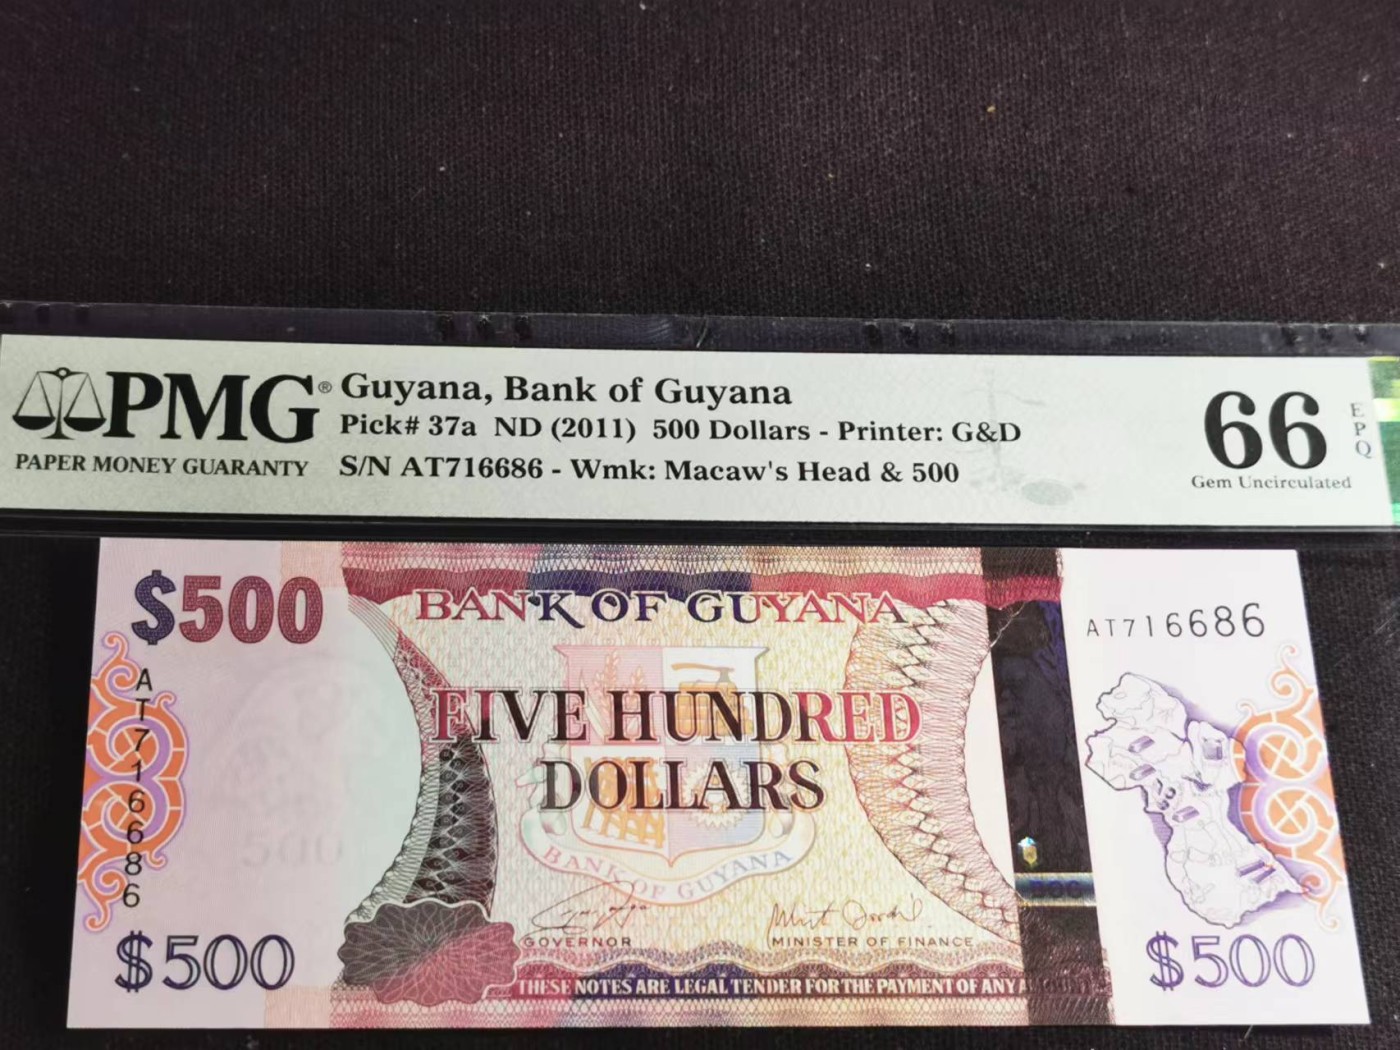 PMG®
PAPER MONEY GUARANTY
Guyana, Bank of Guyana
Pick# 37a ND (2011) 500 Dollars - Printer: G&D
S/N AT716686 - Wmk: Macaw's Head & 500
66
EPQ
Gem Uncirculated
$500
BANK OF GUYANA
AT716686
AT716686
FIVE HUNDRED
DOLLARS
500
BANK OF GUYANA
500
GOVERNOR
MINISTER OF FINANCE
$500
$500
THESE NOTES ARE LEGAL TENDER FOR THE PAYMENT OF ANY A